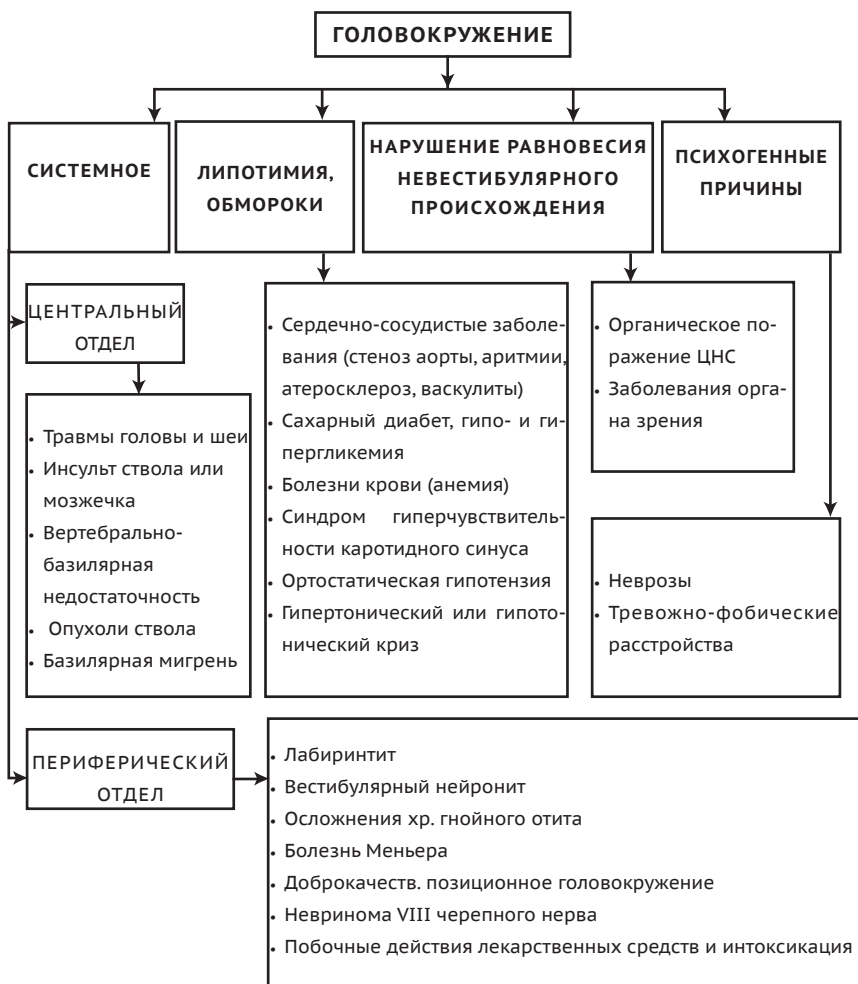 ГОЛОВОКРУЖЕНИЕ
СИСТЕМНОЕ
ЛИПОТИМИЯ,
ОБМОРОКИ
НАРУШЕНИЕ РАВНОВЕСИЯ
НЕВЕСТИБУЛЯРНОГО
ПРОИСХОЖДЕНИЯ
ПСИХОГЕННЫЕ
ПРИЧИНЫ
ЦЕНТРАЛЬНЫЙ
ОТДЕЛ
• Травмы головы и шеи
• Инсульт ствола или
мозжечка
• Вертебрально-
базилярная
недостаточность
• Опухоли ствола
• Базилярная мигрень
• Сердечно-сосудистые заболе-
вания (стеноз аорты, аритмии,
атеросклероз, васкулиты)
• Сахарный диабет, гипо- и ги-
пергликемия
• Болезни крови (анемия)
• Синдром гиперчувствитель-
ности каротидного синуса
• Ортостатическая гипотензия
• Гипертонический или гипото-
нический криз
• Органическое по-
ражение ЦНС
• Заболевания орга-
на зрения
• Неврозы
• Тревожно-фобические
расстройства
ПЕРИФЕРИЧЕСКИЙ
ОТДЕЛ
• Лабиринтит
• Вестибулярный нейронит
• Осложнения хр. гнойного отита
• Болезнь Меньера
• Доброкачеств. позиционное головокружение
• Невринома VIII черепного нерва
• Побочные действия лекарственных средств и интоксикация